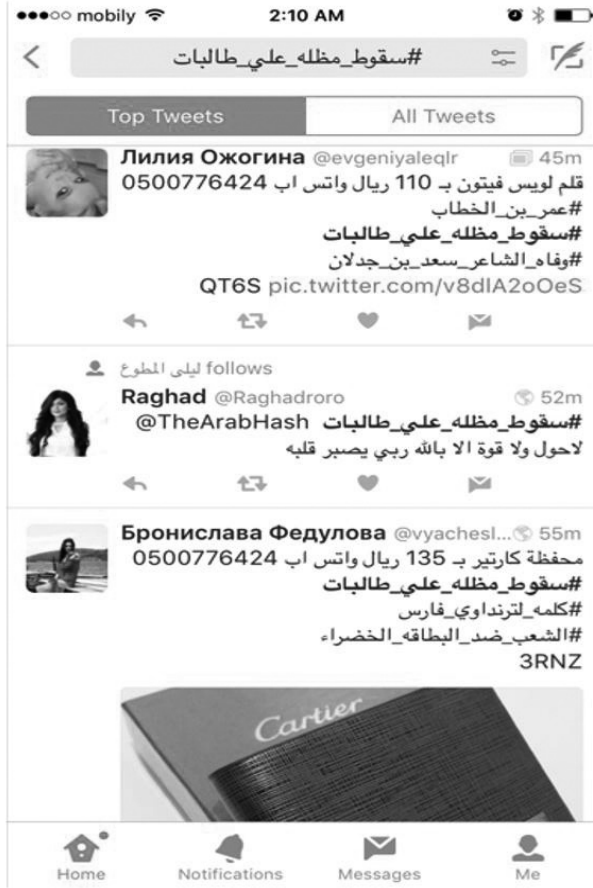 mobily 2:10 AM
#سقوط_مظله_علي_طالبات
Top Tweets All Tweets
Лилия Ожогина @evgeniyaleqlr 45m
قلم لويس فيتون بـ 110 ريال واتس اب 0500776424
#عمر_بن_الخطاب
#سقوط_مظله_علي_طالبات
#وفاه_الشاعر_سعد_بن_جدلان
QT6S pic.twitter.com/v8dIA2oOeS
ليلى المطوع follows
Raghad @Raghadroro 52m
#سقوط_مظله_علي_طالبات @TheArabHash
لاحول ولا قوة الا بالله ربي يصبر قلبه
Бронислава Федулова @vyachesl... 55m
محفظة كارتير بـ 135 ريال واتس اب 0500776424
#سقوط_مظله_علي_طالبات
#كلمه_لترنداوي_فارس
#الشعب_ضد_البطاقه_الخضراء
3RNZ
Cartier
Home Notifications Messages Me